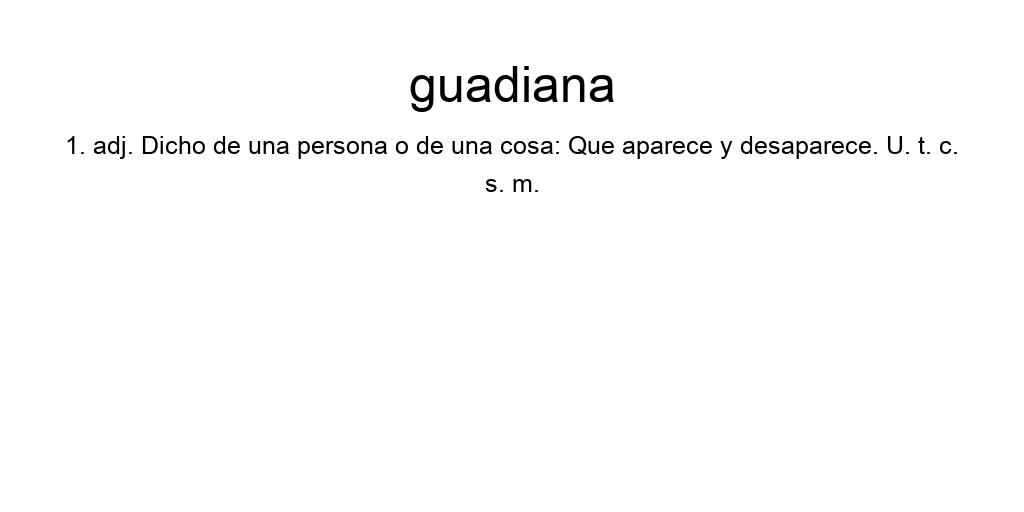 guadiana
1. adj. Dicho de una persona o de una cosa: Que aparece y desaparece. U. t. c.
s. m.